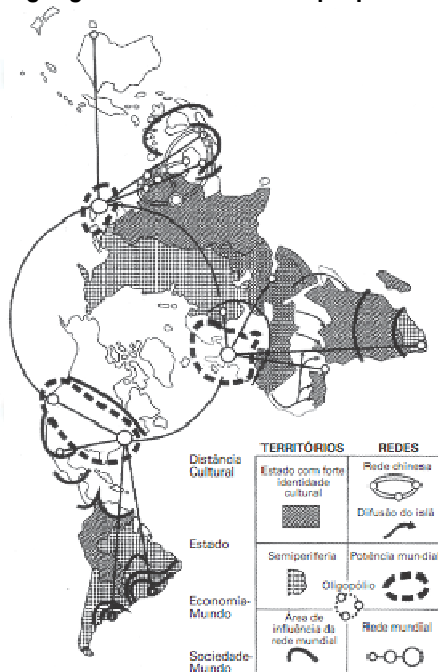 TERRITÓRIOS
REDES
Distância
Cultural
Estado com forte
identidade
cultural
Rede chinesa
Difusão do islã
Estado
Semiperiferia
Potência mundial
Oligopólio
Economia-
Mundo
Área de
influência da
rede mundial
Rede mundial
Sociedade-
Mundo